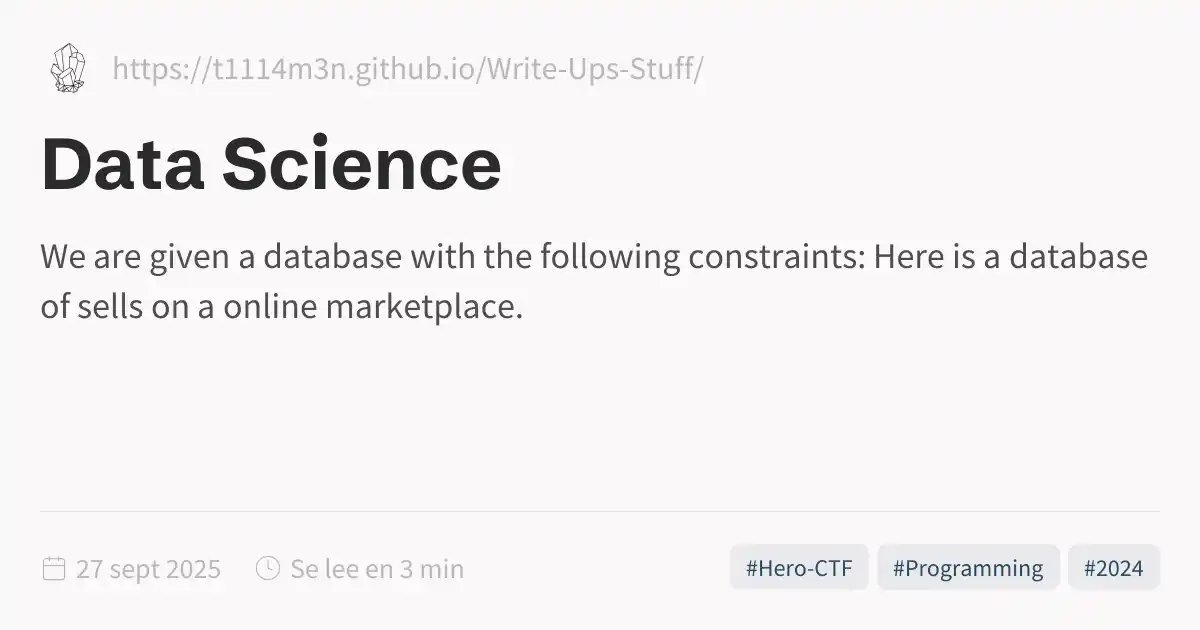 https://t1114m3n.github.io/Write-Ups-Stuff/
Data Science
We are given a database with the following constraints: Here is a database
of sells on a online marketplace.
27 sept 2025
Se lee en 3 min
#Hero-CTF
#Programming
#2024